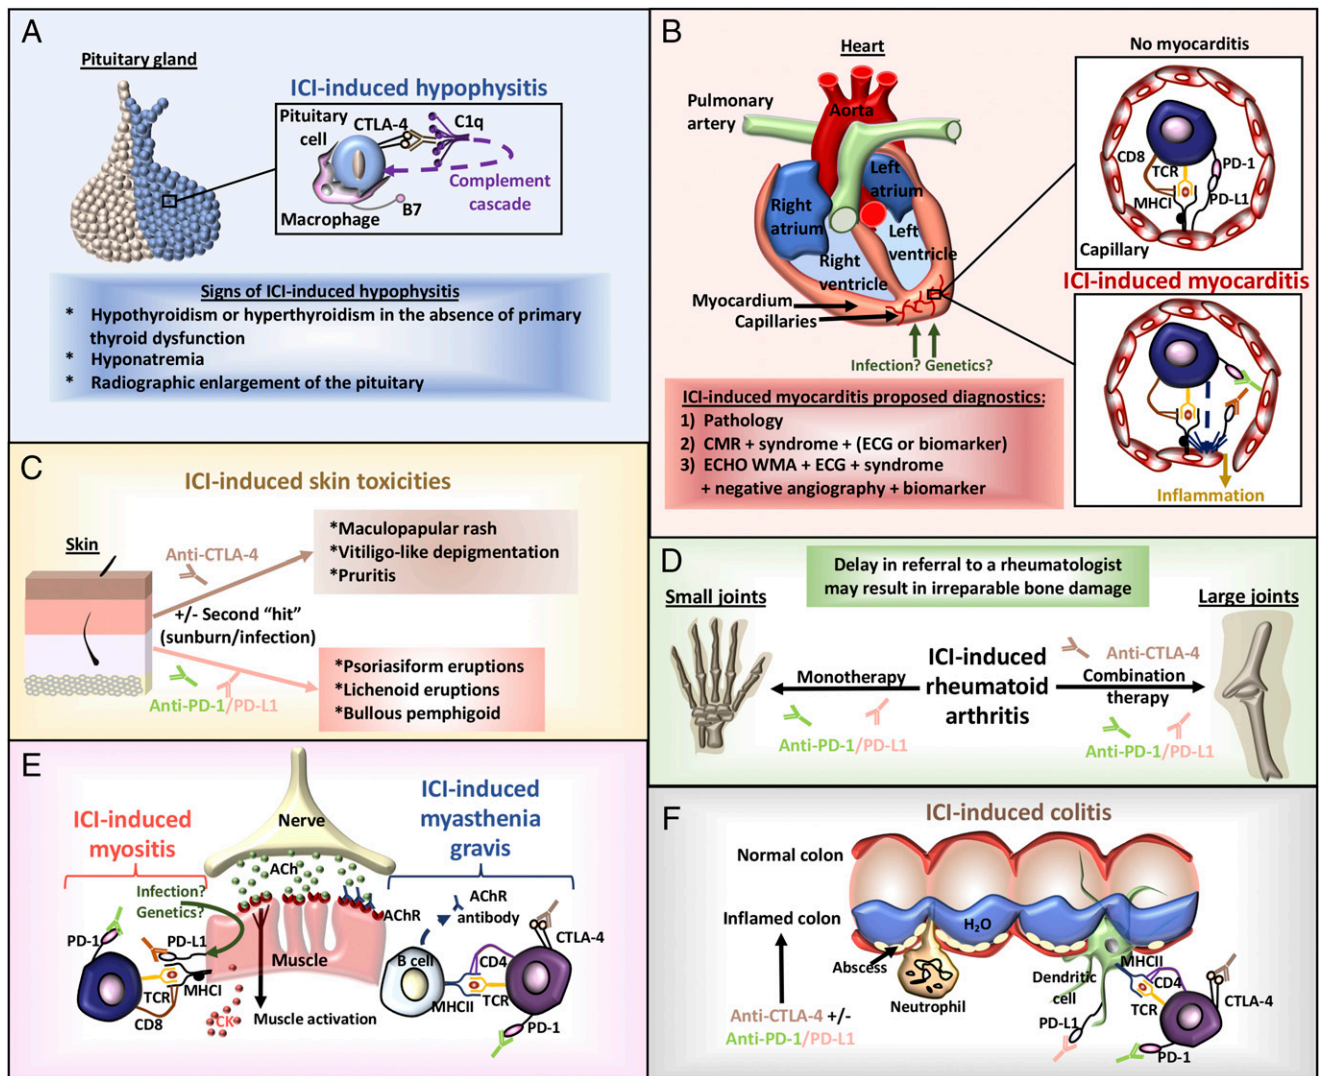 A
Pituitary gland
ICI-induced hypophysitis
Pituitary
cell
CTLA-4
C1q
Complement
cascade
B7
Macrophage
Signs of ICI-induced hypophysitis
* Hypothyroidism or hyperthyroidism in the absence of primary
thyroid dysfunction
* Hyponatremia
* Radiographic enlargement of the pituitary
B
Heart
Pulmonary
artery
Aorta
Left
atrium
Right
atrium
Left
ventricle
Right
ventricle
Myocardium
Capillaries
Infection? Genetics?
No myocarditis
CD8
TCR
PD-1
MHCI
PD-L1
Capillary
ICI-induced myocarditis
Inflammation
ICI-induced myocarditis proposed diagnostics:
1) Pathology
2) CMR + syndrome + (ECG or biomarker)
3) ECHO WMA + ECG + syndrome
+ negative angiography + biomarker
C
ICI-induced skin toxicities
Skin
Anti-CTLA-4
*Maculopapular rash
*Vitiligo-like depigmentation
*Pruritis
+/- Second “hit”
(sunburn/infection)
Anti-PD-1/PD-L1
*Psoriasiform eruptions
*Lichenoid eruptions
*Bullous pemphigoid
D
Delay in referral to a rheumatologist
may result in irreparable bone damage
Small joints
Large joints
Monotherapy
Anti-PD-1/PD-L1
ICI-induced
rheumatoid
arthritis
Anti-CTLA-4
Combination
therapy
Anti-PD-1/PD-L1
E
ICI-induced
myositis
Nerve
ACh
ICI-induced
myasthenia
gravis
Infection?
Genetics?
AChR
AChR
antibody
PD-1
PD-L1
Muscle
TCR
MHCI
CD8
CK
Muscle activation
B cell
CD4
CTLA-4
MHCII
TCR
PD-1
F
ICI-induced colitis
Normal colon
Inflamed colon
H2O
Abscess
Neutrophil
Anti-CTLA-4 +/-
Anti-PD-1/PD-L1
Dendritic
cell
MHCII
CD4
TCR
CTLA-4
PD-L1
PD-1